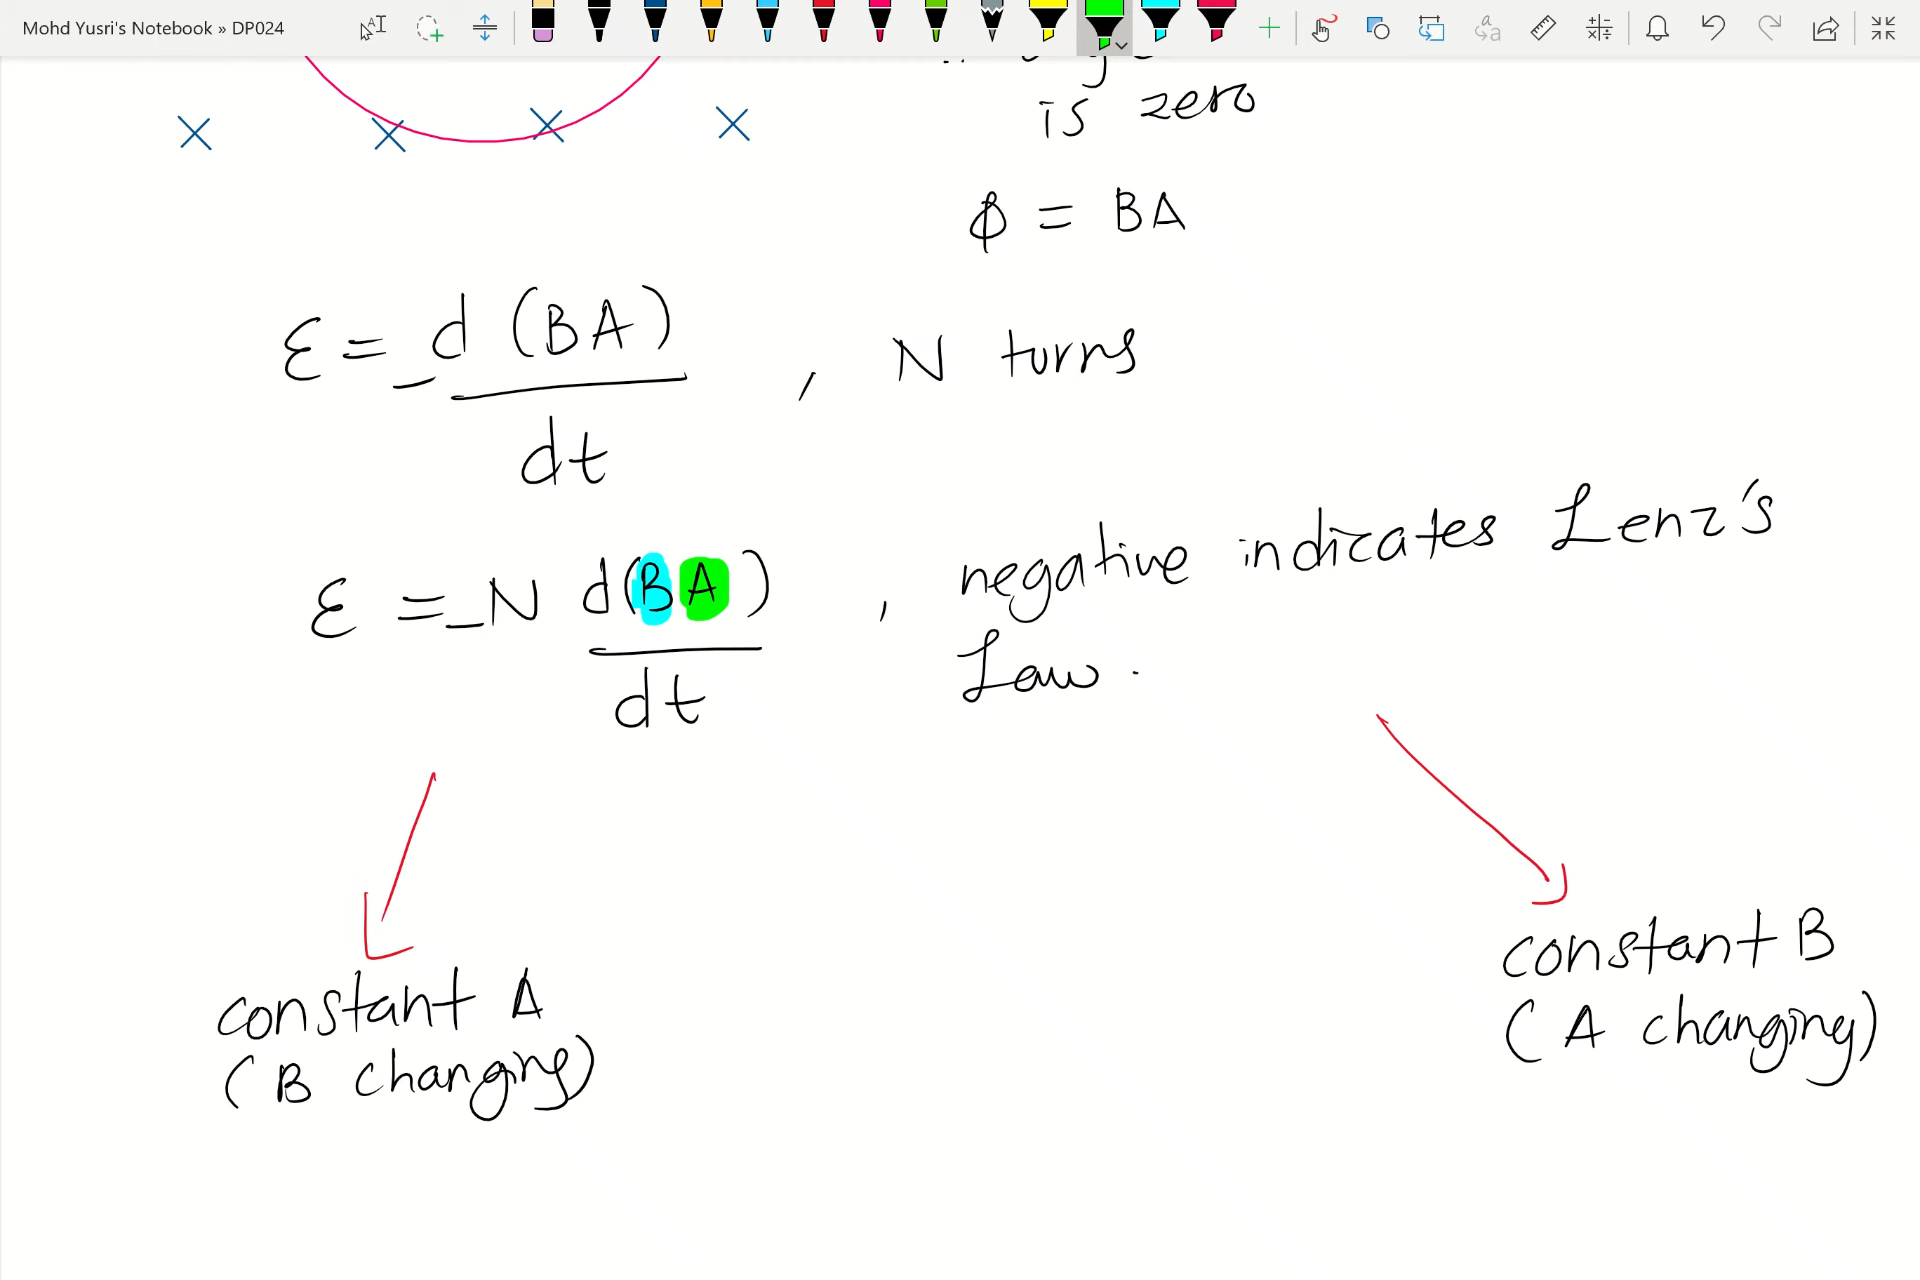 Mohd Yusri's Notebook » DP024
is zero
ϕ = BA
ε = - d (BA) / dt , N turns
ε = -N d(BA) / dt , negative indicates Lenz's
Law.
constant A
(B changing)
constant B
(A changing)